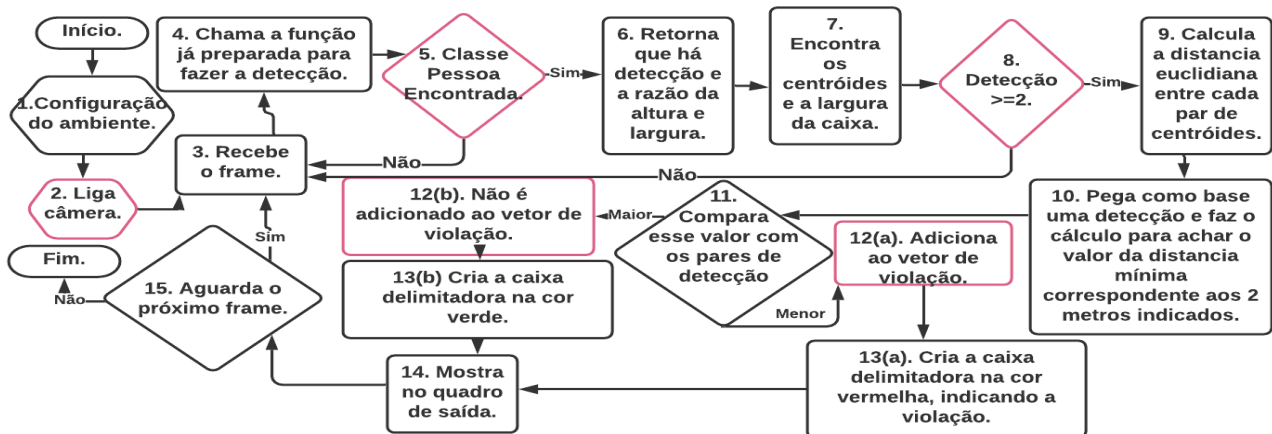 Início.
1.Configuração
do ambiente.
2. Liga
câmera.
3. Recebe
o frame.
4. Chama a função
já preparada para
fazer a detecção.
5. Classe
Pessoa
Encontrada.
Sim
Não
6. Retorna
que há
detecção e
a razão da
altura e
largura.
7.
Encontra
os
centróides
e a largura
da caixa.
8.
Detecção
>=2.
Sim
Não
9. Calcula
a distancia
euclidiana
entre cada
par de
centróides.
10. Pega como base
uma detecção e faz o
cálculo para achar o
valor da distancia
mínima
correspondente aos 2
metros indicados.
11.
Compara
esse valor com
os pares de
detecção
Maior
Menor
12(a). Adiciona
ao vetor de
violação.
12(b). Não é
adicionado ao vetor de
violação.
13(b) Cria a caixa
delimitadora na cor
verde.
13(a). Cria a caixa
delimitadora na cor
vermelha, indicando a
violação.
14. Mostra
no quadro
de saída.
15. Aguarda o
próximo frame.
Sim
Não
Fim.